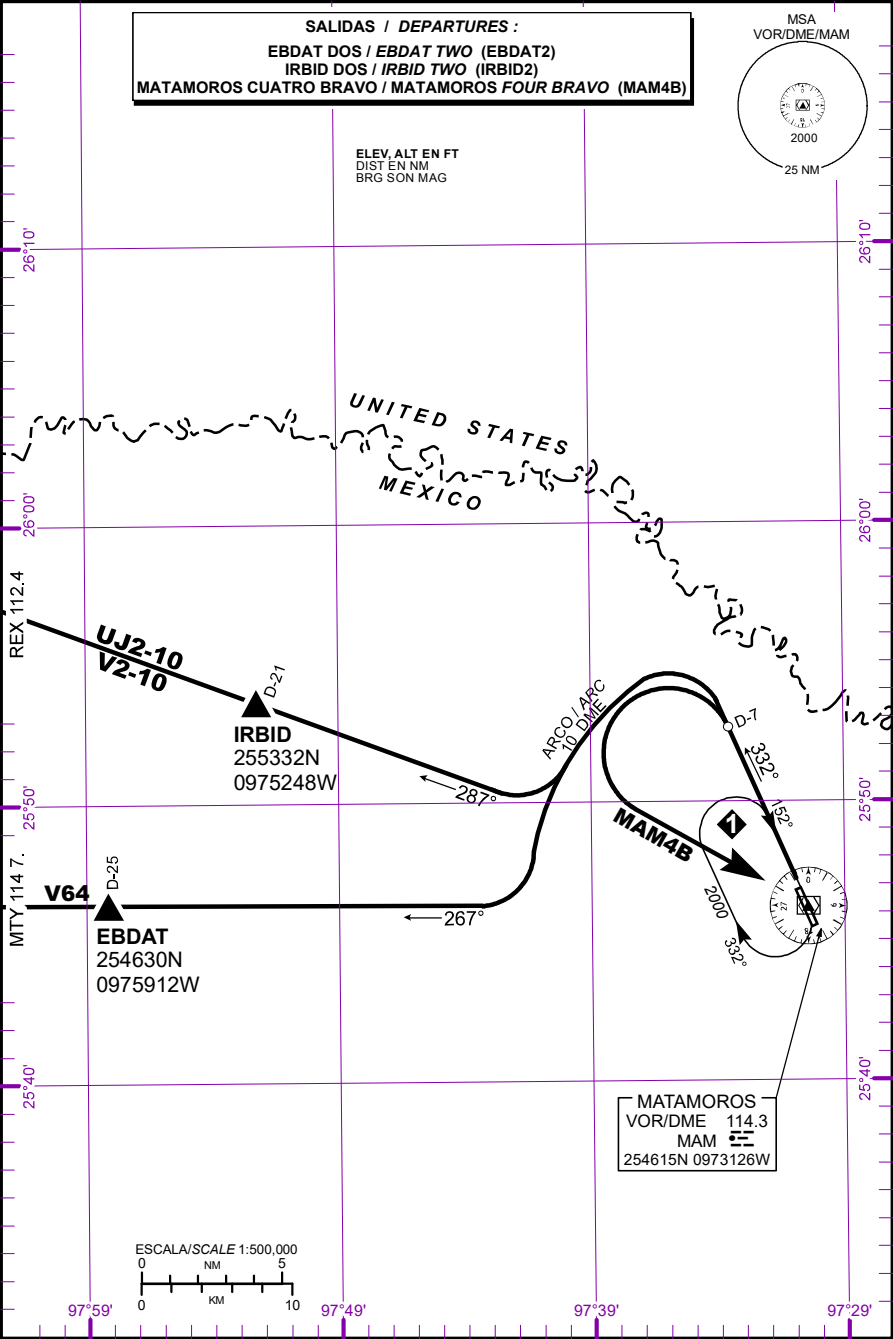 SALIDAS / DEPARTURES :
EBDAT DOS / EBDAT TWO (EBDAT2)
IRBID DOS / IRBID TWO (IRBID2)
MATAMOROS CUATRO BRAVO / MATAMOROS FOUR BRAVO (MAM4B)
MSA
VOR/DME/MAM
2000
25 NM
ELEV, ALT EN FT
DIST EN NM
BRG SON MAG
26°10'
26°10'
UNITED STATES
MEXICO
26°00'
26°00'
REX 112.4
UJ2-10
V2-10
D-21
IRBID
255332N
0975248W
ARCO / ARC
10 DME
D-7
332°
152°
287°
25°50'
25°50'
MAM4B
1
2000
332°
MTY 114 7.
V64
D-25
EBDAT
254630N
0975912W
267°
0
9
18
27
25°40'
25°40'
MATAMOROS
VOR/DME 114.3
MAM
254615N 0973126W
ESCALA/SCALE 1:500,000
0 NM 5
0 KM 10
97°59'
97°49'
97°39'
97°29'